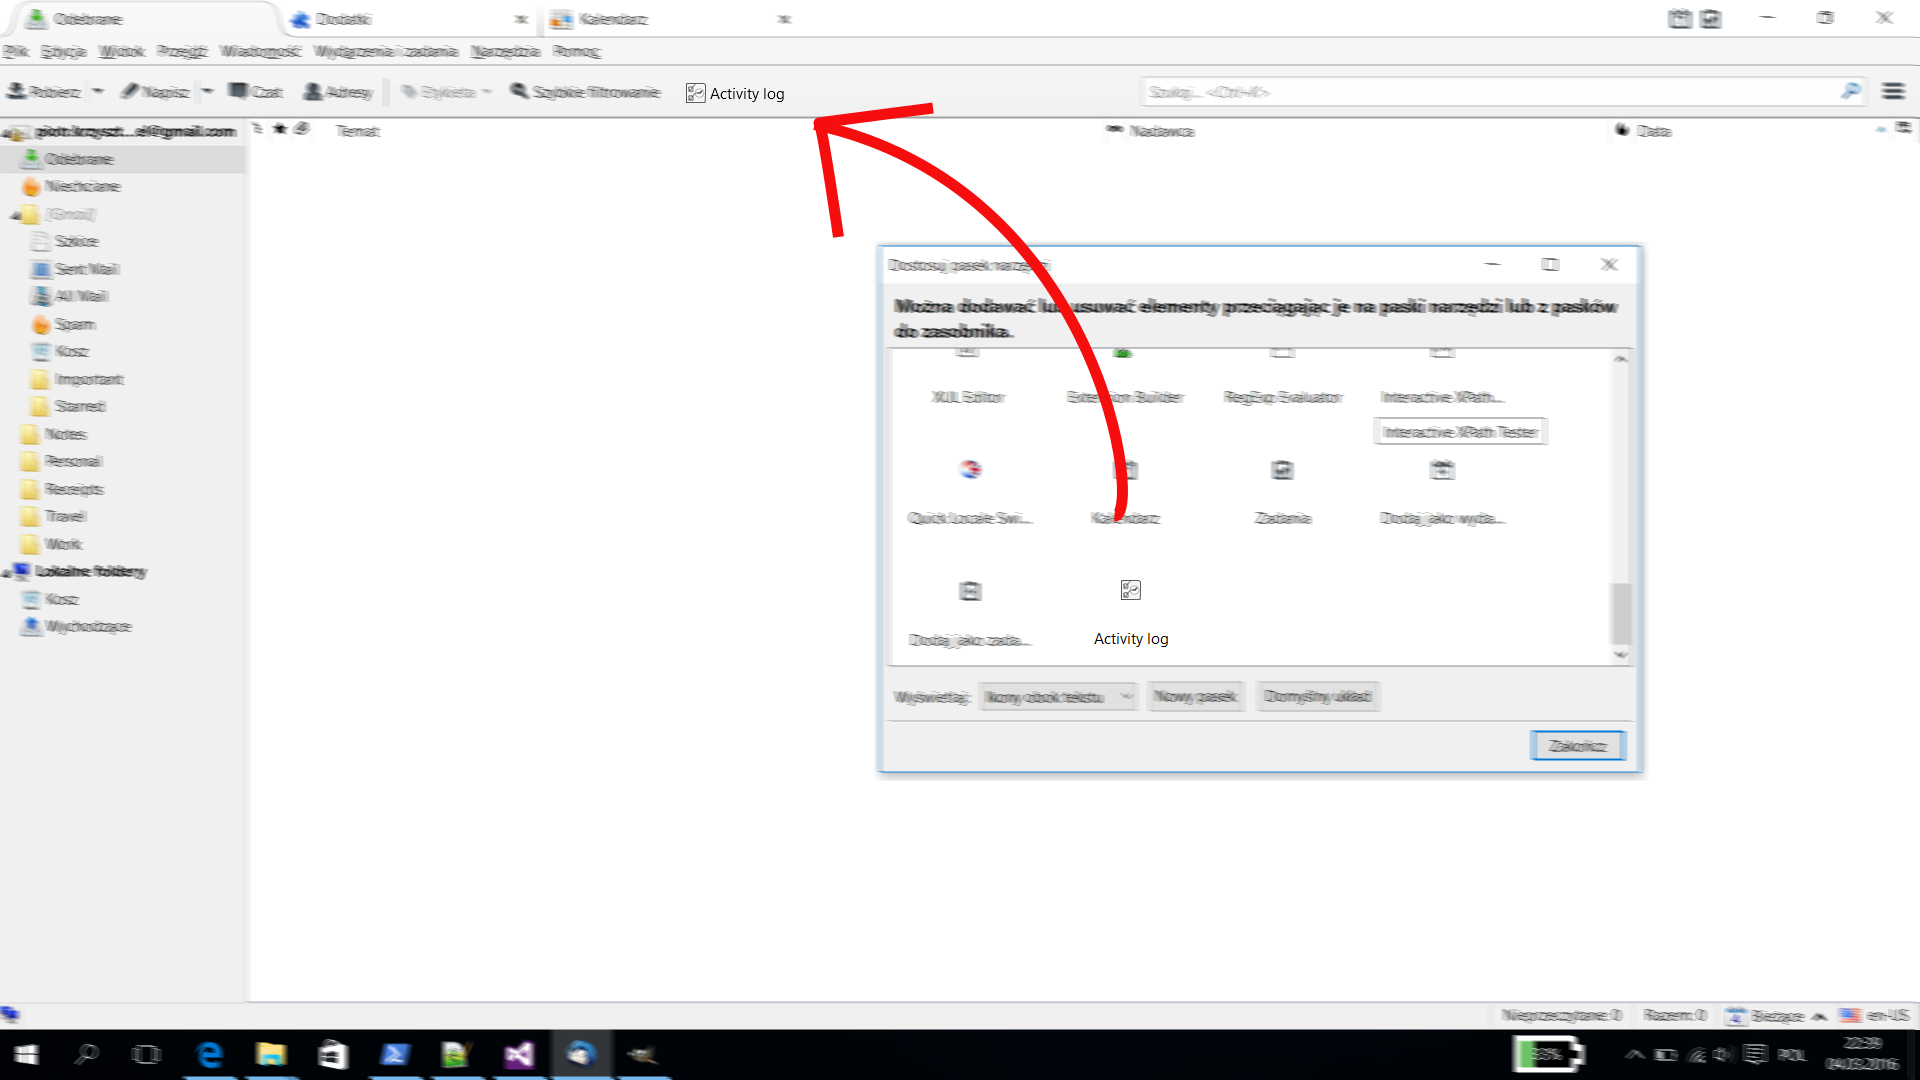 Odebrane
Dodatki
Kalendarz
Plik Edycja Widok Przejdź Wiadomość Wydarzenia i zadania Narzędzia Pomoc
Pobierz Napisz Czat Adresy Etykieta Szybkie filtrowanie Activity log
Szukaj... <Ctrl+K>
piotr.krzyszt...el@gmail.com
Temat Nadawca Data
Odebrane
Niechciane
[Gmail]
Szkice
Sent Mail
All Mail
Spam
Kosz
Important
Starred
Notes
Personal
Receipts
Travel
Work
Lokalne foldery
Kosz
Wychodzące
Dostosuj pasek narzędzi
Można dodawać lub usuwać elementy przeciągając je na paski narzędzi lub z pasków
do zasobnika.
XUL Editor Extension Builder RegExp Evaluator Interactive XPath...
Interactive XPath Tester
Quick Locale Swi... Kalendarz Zadania Dodaj jako wyda...
Dodaj jako zada... Activity log
Wyświetlaj: Ikony obok tekstu Nowy pasek Domyślny układ
Zakończ
Nieprzeczytane: 0 Razem: 0 Bieżące en-US
POL
22:39
04.03.2016